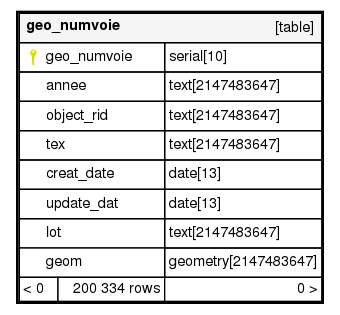 geo_numvoie [table]
geo_numvoie serial[10]
annee text[2147483647]
object_rid text[2147483647]
tex text[2147483647]
creat_date date[13]
update_dat date[13]
lot text[2147483647]
geom geometry[2147483647]
< 0 200 334 rows 0 >